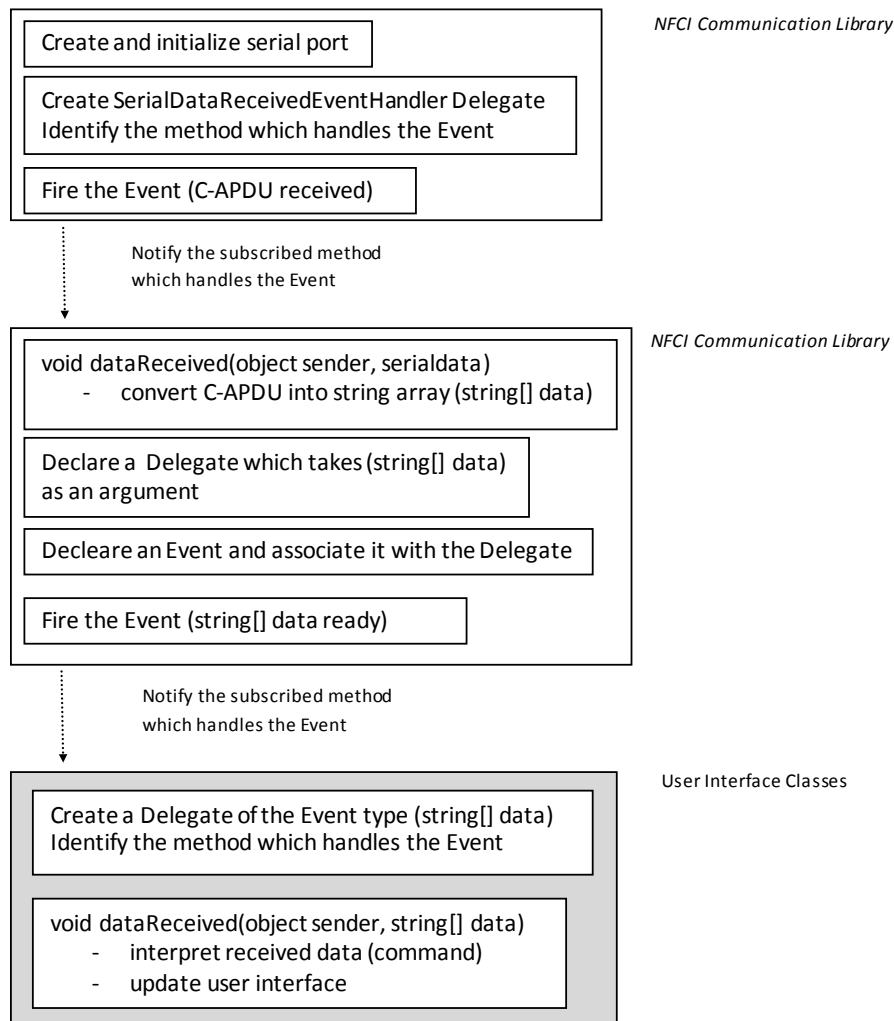 NFCI Communication Library
Create and initialize serial port
Create SerialDataReceivedEventHandler Delegate
Identify the method which handles the Event
Fire the Event (C-APDU received)
Notify the subscribed method
which handles the Event
NFCI Communication Library
void dataReceived(object sender, serialdata)
- convert C-APDU into string array (string[] data)
Declare a Delegate which takes (string[] data)
as an argument
Decleare an Event and associate it with the Delegate
Fire the Event (string[] data ready)
Notify the subscribed method
which handles the Event
User Interface Classes
Create a Delegate of the Event type (string[] data)
Identify the method which handles the Event
void dataReceived(object sender, string[] data)
- interpret received data (command)
- update user interface